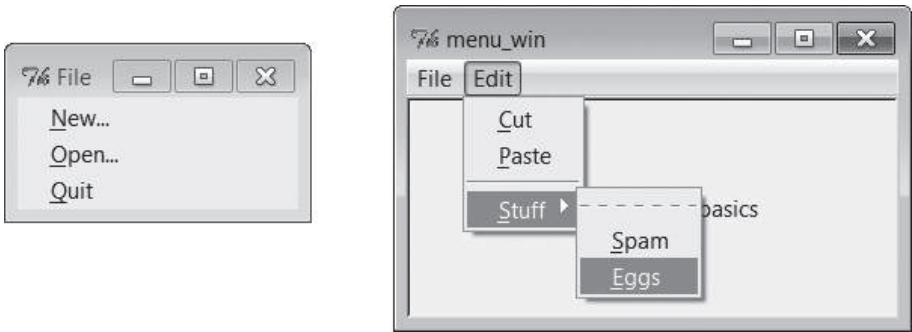 File
New...
Open...
Quit
menu_win
File Edit
Cut
Paste
Stuff
basics
Spam
Eggs